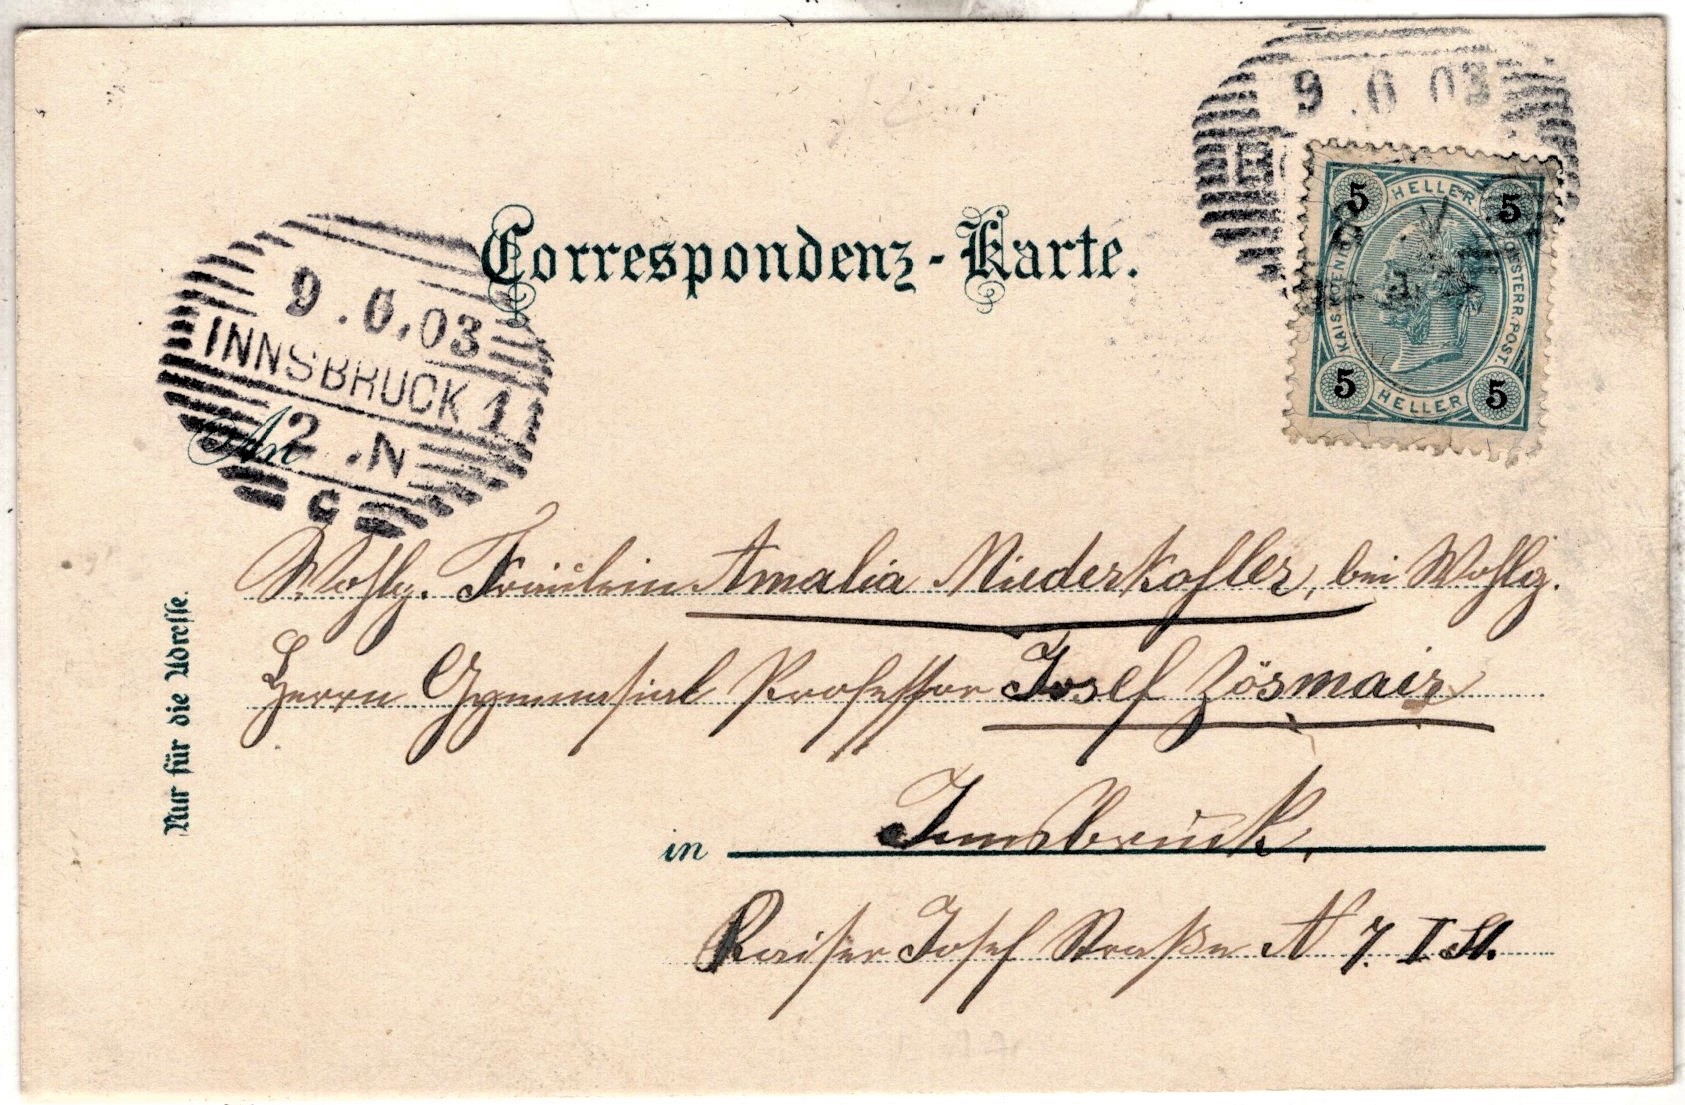 9 . 6 03
5 HELLER 5
KAIS. KOENIGL. OESTERR. POST.
5 HELLER 5
Correspondenz-Karte.
9.6.03
INNSBRUCK 11
2 .N
c
An
Wohlg. Fräulein Amalia Niederkofler, bei Wohlg.
Herrn Gymnasial Professor Josef Zösmair
in Innsbruck,
Kaiser Josef Straße N 7. I St.
Nur für die Adresse.